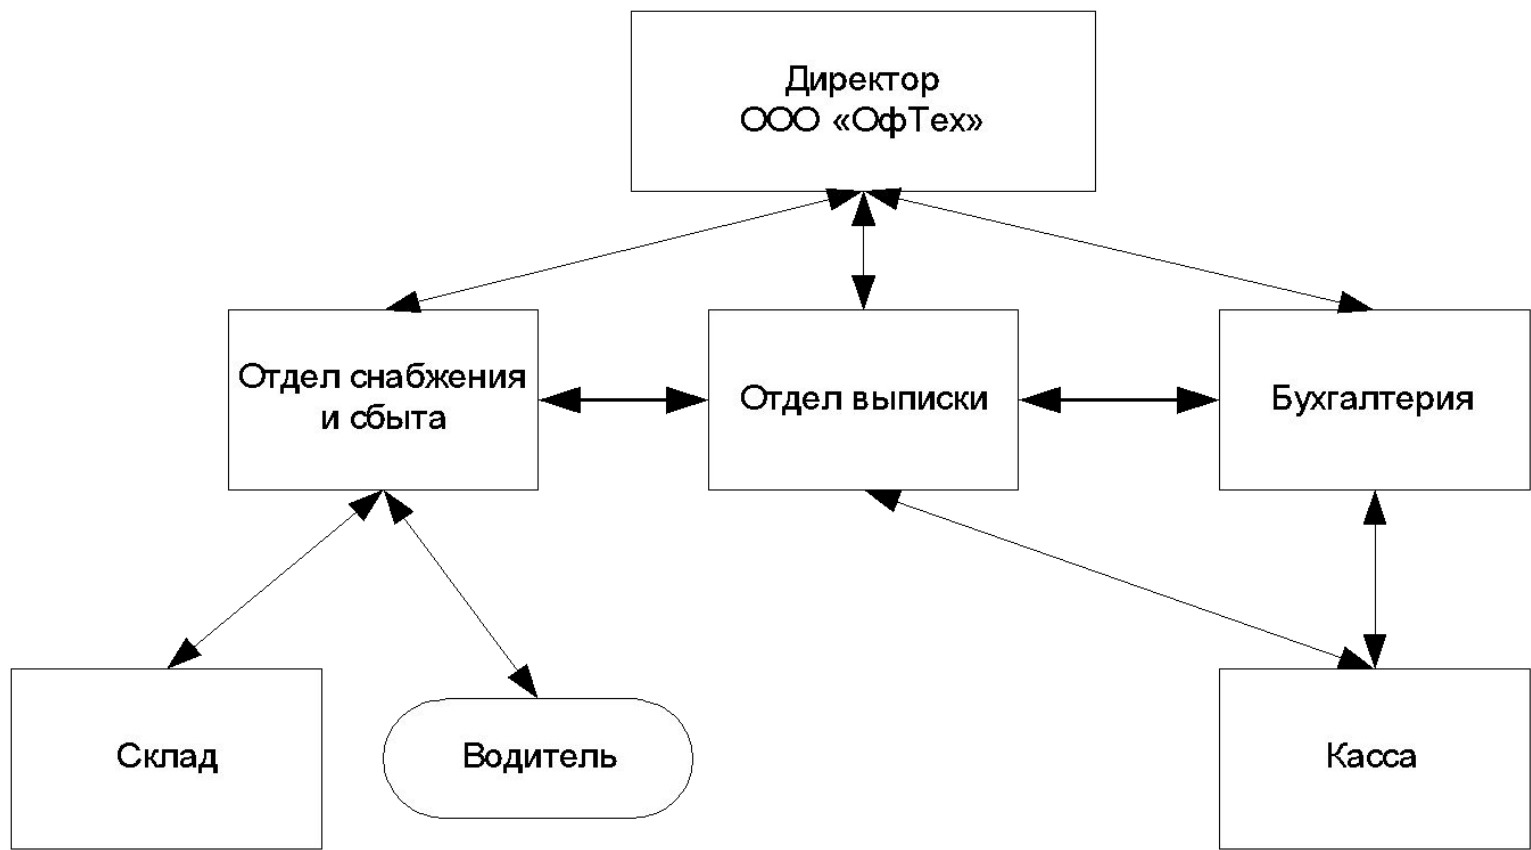 Директор
ООО «ОфТех»
Отдел снабжения
и сбыта
Отдел выписки
Бухгалтерия
Склад
Водитель
Касса